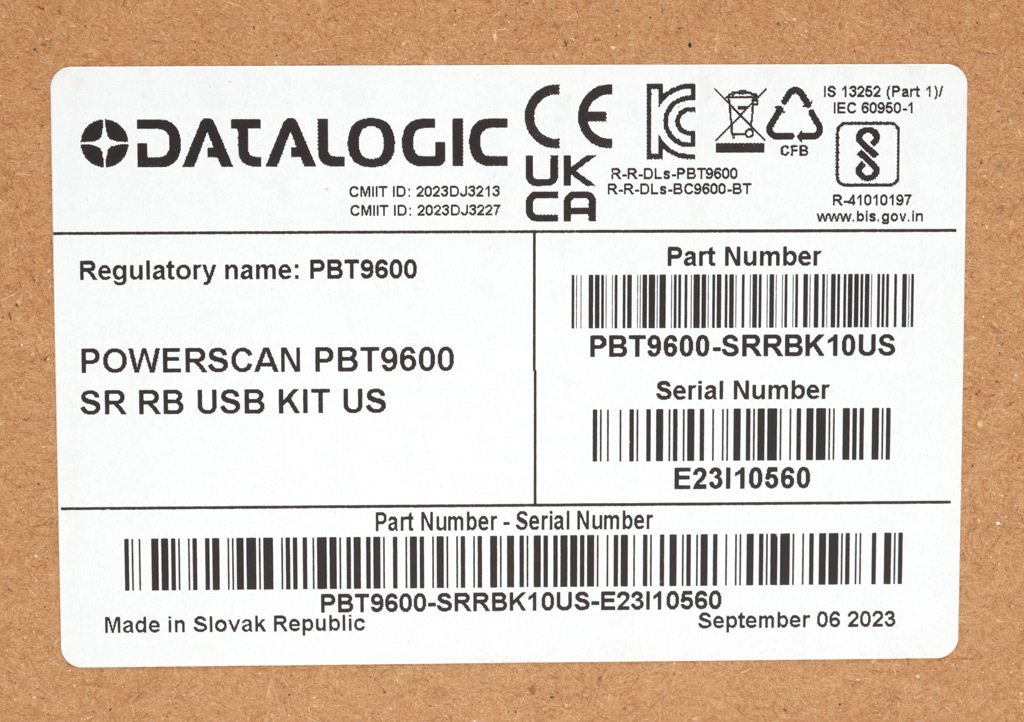 DATALOGIC
CMIIT ID: 2023DJ3213
CMIIT ID: 2023DJ3227
CE
UK
CA
KC
R-R-DLs-PBT9600
R-R-DLs-BC9600-BT
CFB
IS 13252 (Part 1)/
IEC 60950-1
R-41010197
www.bis.gov.in
Regulatory name: PBT9600
POWERSCAN PBT9600
SR RB USB KIT US
Part Number
PBT9600-SRRBK10US
Serial Number
E23I10560
Part Number - Serial Number
PBT9600-SRRBK10US-E23I10560
Made in Slovak Republic
September 06 2023